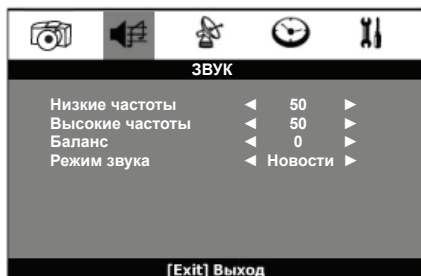 ЗВУК
Низкие частоты ◄ 50 ►
Высокие частоты ◄ 50 ►
Баланс ◄ 0 ►
Режим звука ◄ Новости ►
[Exit] Выход